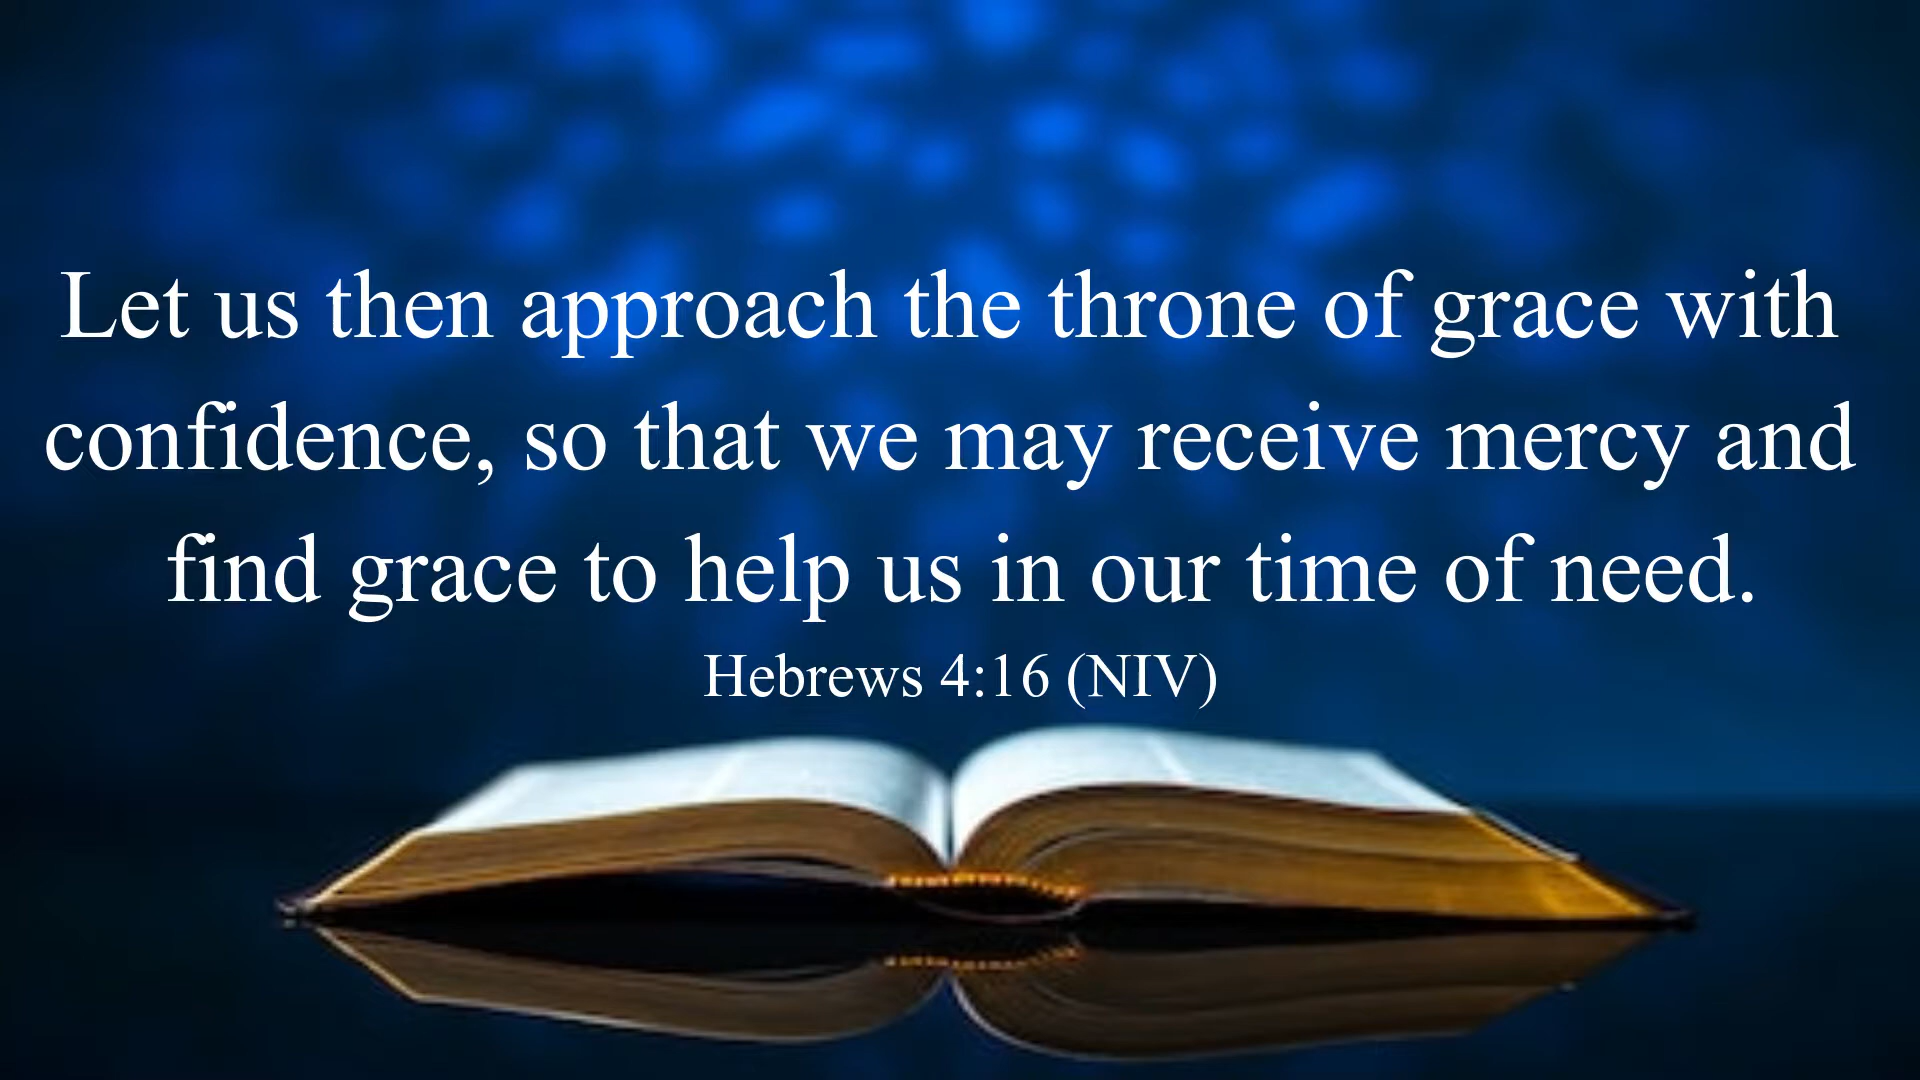 Let us then approach the throne of grace with
confidence, so that we may receive mercy and
find grace to help us in our time of need.
Hebrews 4:16 (NIV)